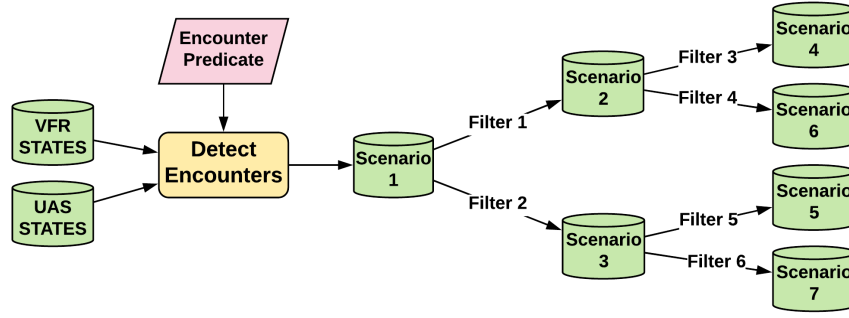 Encounter
Predicate
VFR
STATES
UAS
STATES
Detect
Encounters
Scenario
1
Filter 1
Filter 2
Scenario
2
Scenario
3
Filter 3
Filter 4
Filter 5
Filter 6
Scenario
4
Scenario
6
Scenario
5
Scenario
7